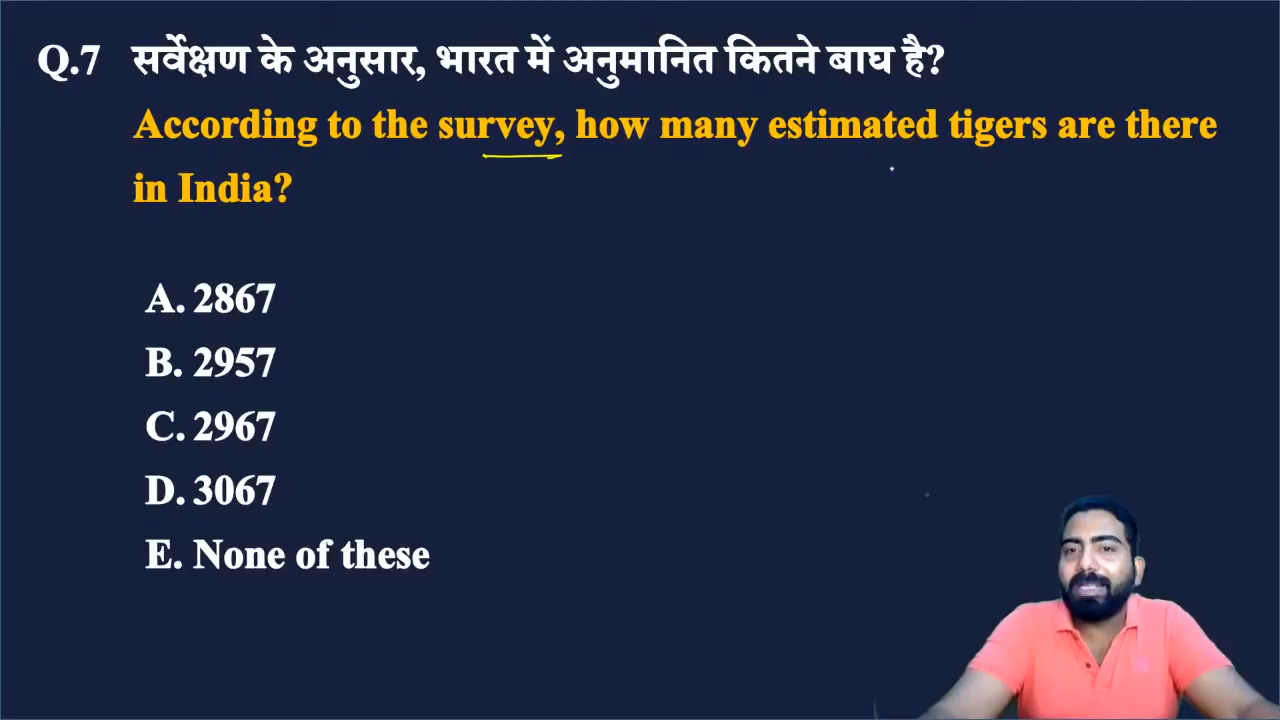 Q.7 सर्वेक्षण के अनुसार, भारत में अनुमानित कितने बाघ है?
According to the survey, how many estimated tigers are there
in India?
A. 2867
B. 2957
C. 2967
D. 3067
E. None of these